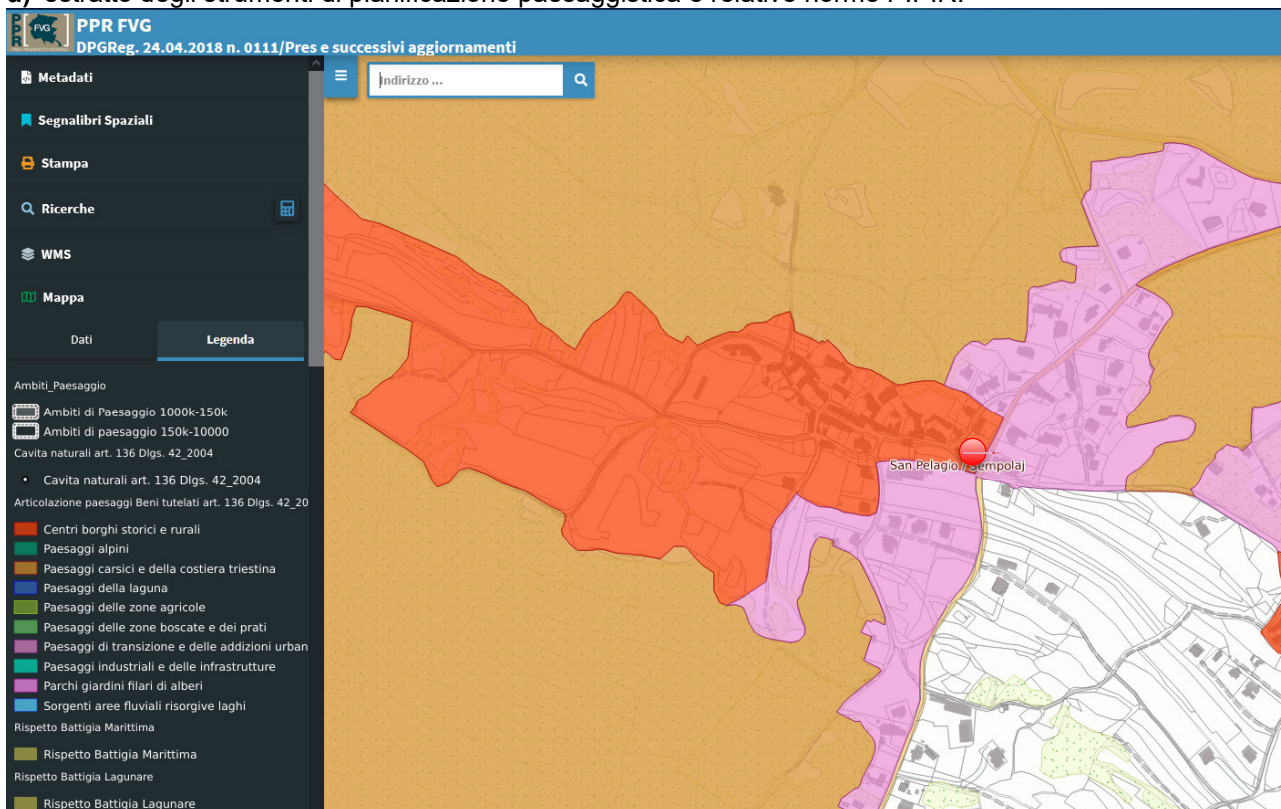 PPR FVG
DPGReg. 24.04.2018 n. 0111/Pres e successivi aggiornamenti
Metadati
Indirizzo ...
Segnalibri Spaziali
Stampa
Ricerche
WMS
Mappa
Dati
Legenda
Ambiti_Paesaggio
Ambiti di Paesaggio 1000k-150k
Ambiti di paesaggio 150k-10000
Cavita naturali art. 136 Dlgs. 42_2004
Cavita naturali art. 136 Dlgs. 42_2004
Articolazione paesaggi Beni tutelati art. 136 Dlgs. 42_20
Centri borghi storici e rurali
Paesaggi alpini
Paesaggi carsici e della costiera triestina
Paesaggi della laguna
Paesaggi delle zone agricole
Paesaggi delle zone boscate e dei prati
Paesaggi di transizione e delle addizioni urban
Paesaggi industriali e delle infrastrutture
Parchi giardini filari di alberi
Sorgenti aree fluviali risorgive laghi
Rispetto Battigia Marittima
Rispetto Battigia Marittima
Rispetto Battigia Lagunare
Rispetto Battigia Lagunare
San Pelagio / Sempolaj